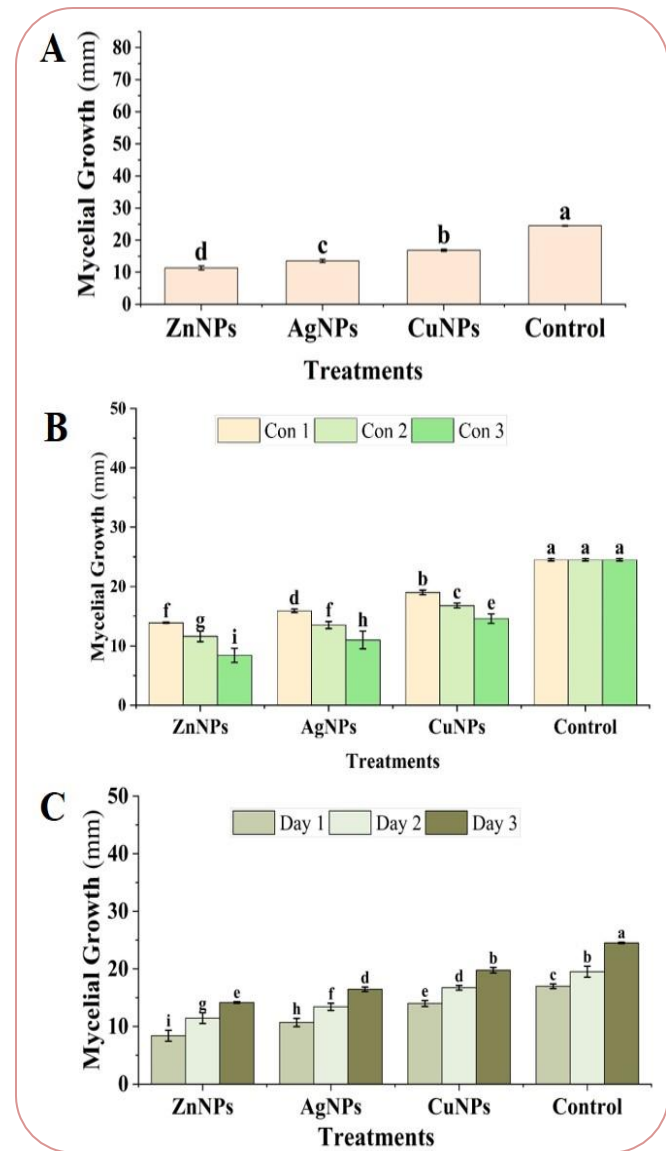 A
Mycelial Growth (mm)
80
70
60
50
40
30
20
10
0
d
c
b
a
ZnNPs AgNPs CuNPs Control
Treatments
B
Mycelial Growth (mm)
50
40
30
20
10
0
Con 1 Con 2 Con 3
f g i d f h b c e a a a
ZnNPs AgNPs CuNPs Control
Treatments
C
Mycelial Growth (mm)
50
40
30
20
10
0
Day 1 Day 2 Day 3
i g e h f d e d b c b a
ZnNPs AgNPs CuNPs Control
Treatments